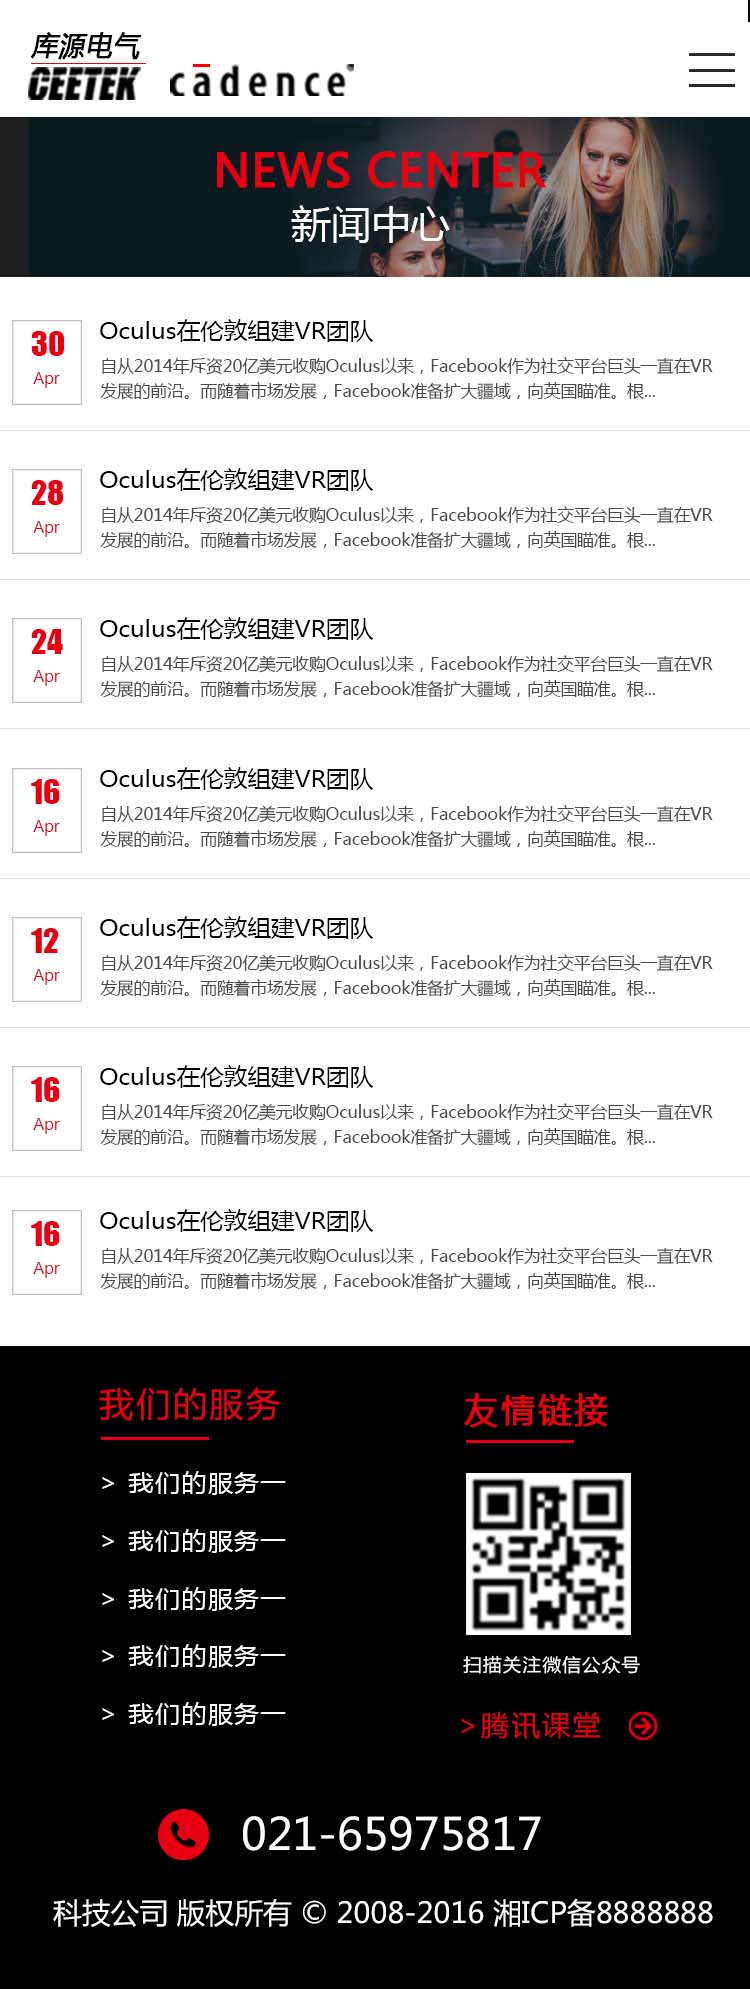 库源电气
CEETEK cadence
NEWS CENTER
新闻中心
30
Apr
Oculus在伦敦组建VR团队
自从2014年斥资20亿美元收购Oculus以来，Facebook作为社交平台巨头一直在VR
发展的前沿。而随着市场发展，Facebook准备扩大疆域，向英国瞄准。根...
28
Apr
Oculus在伦敦组建VR团队
自从2014年斥资20亿美元收购Oculus以来，Facebook作为社交平台巨头一直在VR
发展的前沿。而随着市场发展，Facebook准备扩大疆域，向英国瞄准。根...
24
Apr
Oculus在伦敦组建VR团队
自从2014年斥资20亿美元收购Oculus以来，Facebook作为社交平台巨头一直在VR
发展的前沿。而随着市场发展，Facebook准备扩大疆域，向英国瞄准。根...
16
Apr
Oculus在伦敦组建VR团队
自从2014年斥资20亿美元收购Oculus以来，Facebook作为社交平台巨头一直在VR
发展的前沿。而随着市场发展，Facebook准备扩大疆域，向英国瞄准。根...
12
Apr
Oculus在伦敦组建VR团队
自从2014年斥资20亿美元收购Oculus以来，Facebook作为社交平台巨头一直在VR
发展的前沿。而随着市场发展，Facebook准备扩大疆域，向英国瞄准。根...
16
Apr
Oculus在伦敦组建VR团队
自从2014年斥资20亿美元收购Oculus以来，Facebook作为社交平台巨头一直在VR
发展的前沿。而随着市场发展，Facebook准备扩大疆域，向英国瞄准。根...
16
Apr
Oculus在伦敦组建VR团队
自从2014年斥资20亿美元收购Oculus以来，Facebook作为社交平台巨头一直在VR
发展的前沿。而随着市场发展，Facebook准备扩大疆域，向英国瞄准。根...
我们的服务
> 我们的服务一
> 我们的服务一
> 我们的服务一
> 我们的服务一
> 我们的服务一
友情链接
扫描关注微信公众号
>腾讯课堂
021-65975817
科技公司 版权所有 © 2008-2016 湘ICP备8888888